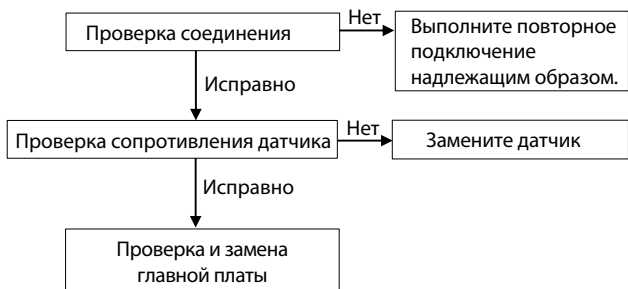 Проверка соединения
Нет
Выполните повторное
подключение
надлежащим образом.
Исправно
Проверка сопротивления датчика
Нет
Замените датчик
Исправно
Проверка и замена
главной платы